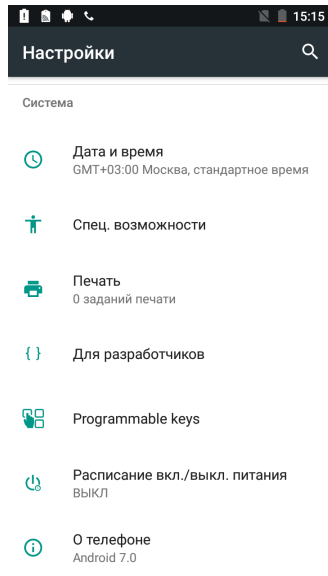 15:15
Настройки
Система
Дата и время
GMT+03:00 Москва, стандартное время
Спец. возможности
Печать
0 заданий печати
{ } Для разработчиков
Programmable keys
Расписание вкл./выкл. питания
ВЫКЛ
О телефоне
Android 7.0